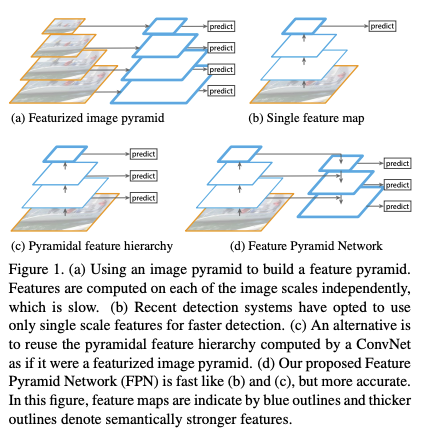 predict
predict
predict
predict
predict
(a) Featurized image pyramid
(b) Single feature map
predict
predict
predict
predict
predict
predict
(c) Pyramidal feature hierarchy
(d) Feature Pyramid Network
Figure 1. (a) Using an image pyramid to build a feature pyramid.
Features are computed on each of the image scales independently,
which is slow. (b) Recent detection systems have opted to use
only single scale features for faster detection. (c) An alternative is
to reuse the pyramidal feature hierarchy computed by a ConvNet
as if it were a featurized image pyramid. (d) Our proposed Feature
Pyramid Network (FPN) is fast like (b) and (c), but more accurate.
In this figure, feature maps are indicate by blue outlines and thicker
outlines denote semantically stronger features.